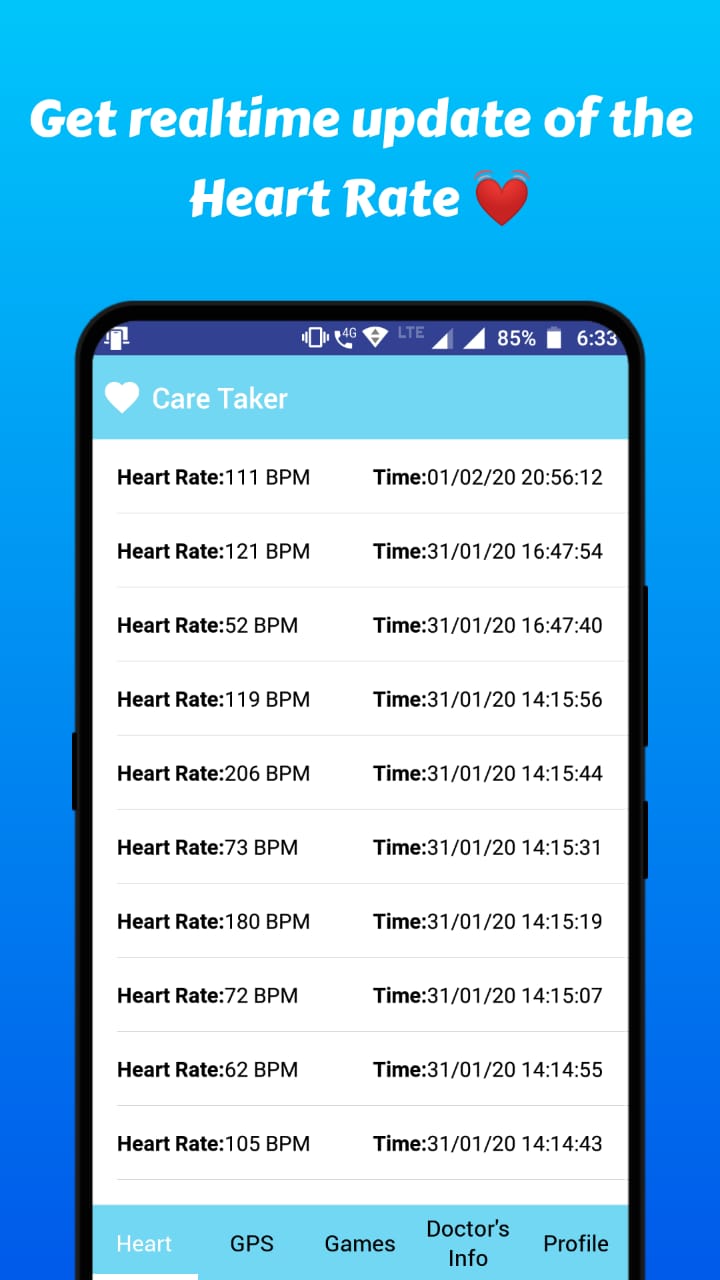 Get realtime update of the
Heart Rate
4G LTE 85% 6:33
Care Taker
Heart Rate:111 BPM Time:01/02/20 20:56:12
Heart Rate:121 BPM Time:31/01/20 16:47:54
Heart Rate:52 BPM Time:31/01/20 16:47:40
Heart Rate:119 BPM Time:31/01/20 14:15:56
Heart Rate:206 BPM Time:31/01/20 14:15:44
Heart Rate:73 BPM Time:31/01/20 14:15:31
Heart Rate:180 BPM Time:31/01/20 14:15:19
Heart Rate:72 BPM Time:31/01/20 14:15:07
Heart Rate:62 BPM Time:31/01/20 14:14:55
Heart Rate:105 BPM Time:31/01/20 14:14:43
Heart GPS Games Doctor's Profile
Info